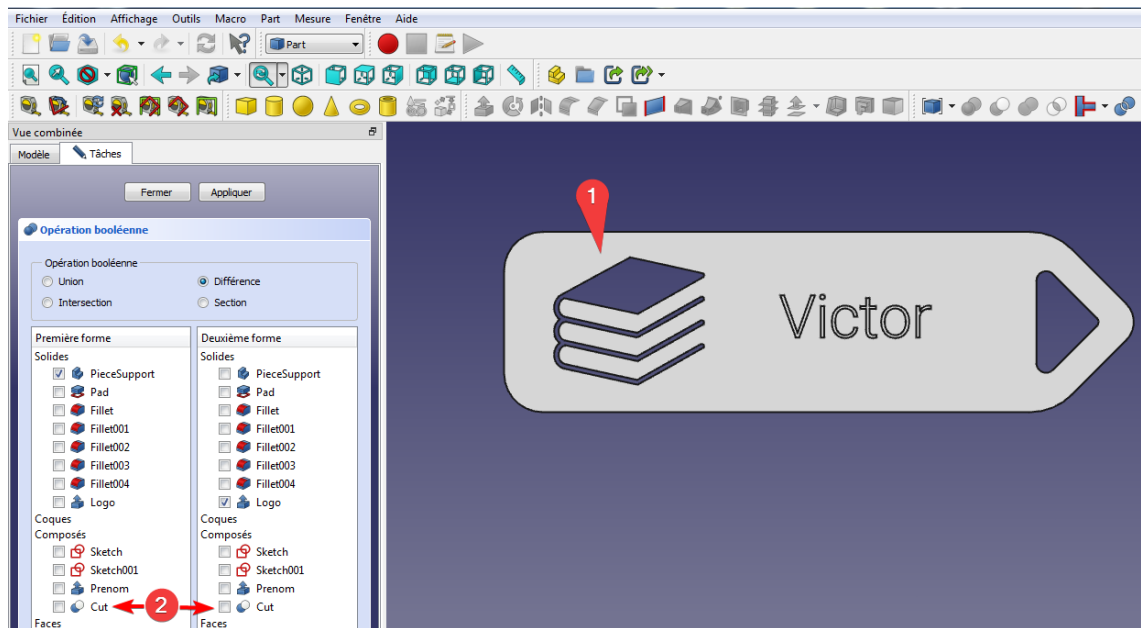 Fichier Édition Affichage Outils Macro Part Mesure Fenêtre Aide
Part
Vue combinée
Modèle Tâches
Fermer Appliquer
Opération booléenne
Opération booléenne
Union Différence
Intersection Section
Première forme Deuxième forme
Solides Solides
PieceSupport PieceSupport
Pad Pad
Fillet Fillet
Fillet001 Fillet001
Fillet002 Fillet002
Fillet003 Fillet003
Fillet004 Fillet004
Logo Logo
Coques Coques
Composés Composés
Sketch Sketch
Sketch001 Sketch001
Prenom Prenom
Cut 2 Cut
Faces Faces
1
Victor